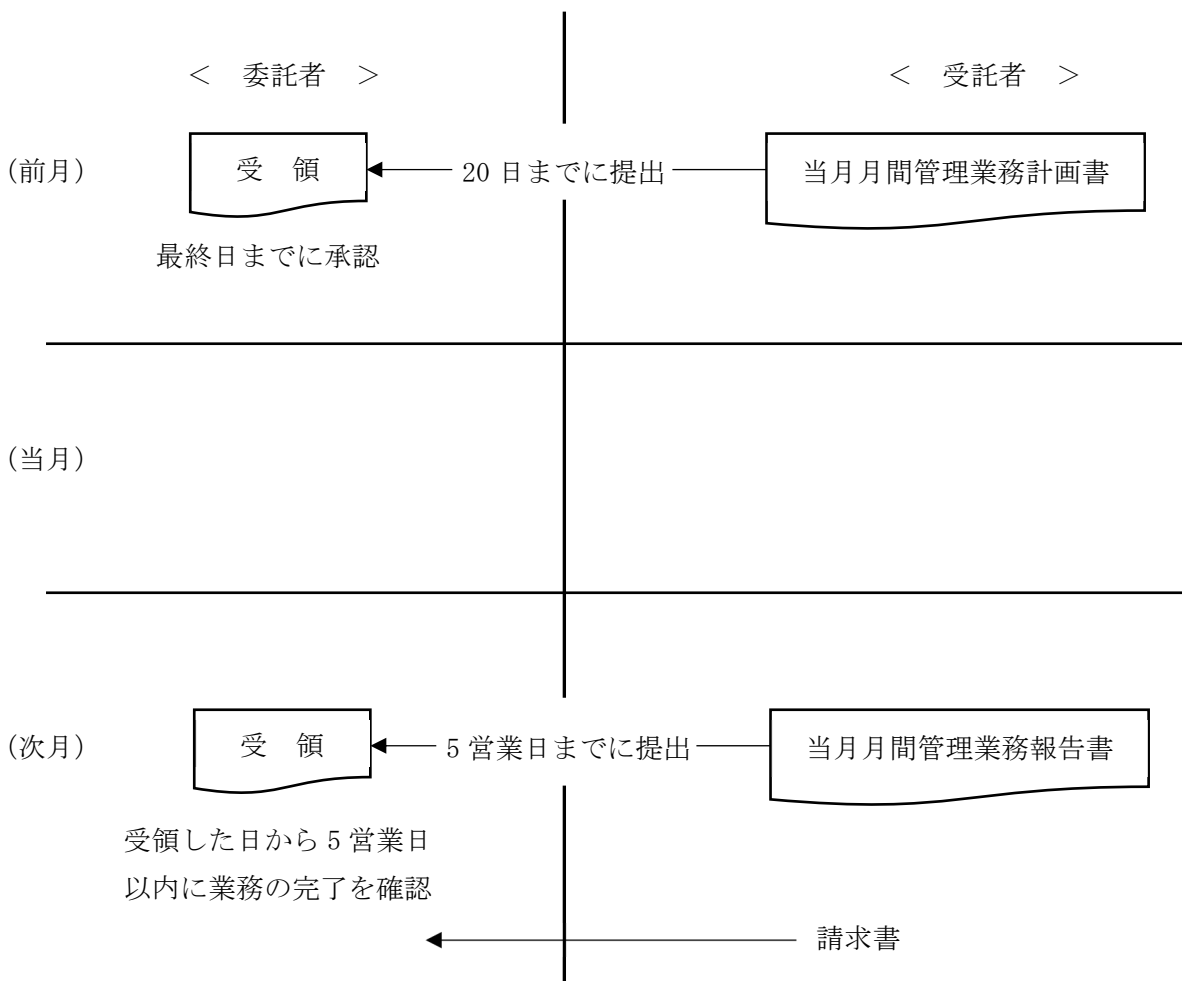 < 委託者 >
< 受託者 >
(前月)
受 領
20 日までに提出
当月月間管理業務計画書
最終日までに承認
(当月)
(次月)
受 領
5 営業日までに提出
当月月間管理業務報告書
受領した日から 5 営業日
以内に業務の完了を確認
請求書